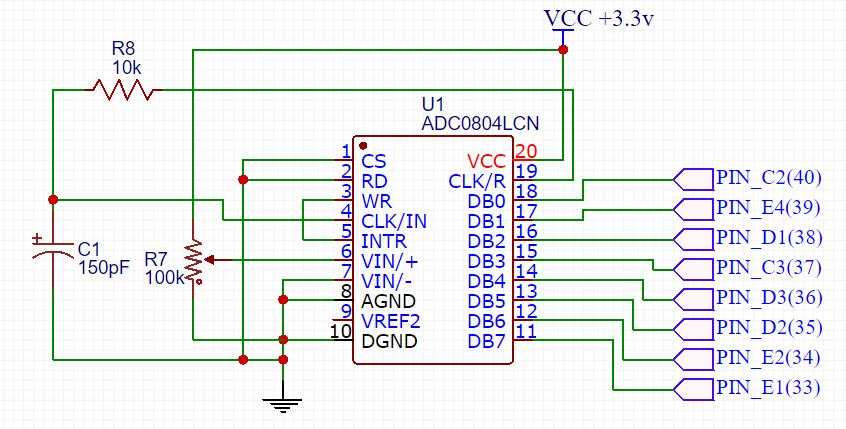 VCC +3.3v
R8
10k
U1
ADC0804LCN
1 CS VCC 20
2 RD CLK/R 19
3 WR DB0 18
4 CLK/IN DB1 17
5 INTR DB2 16
6 VIN/+ DB3 15
7 VIN/- DB4 14
8 AGND DB5 13
9 VREF2 DB6 12
10 DGND DB7 11
PIN_C2(40)
PIN_E4(39)
PIN_D1(38)
PIN_C3(37)
PIN_D3(36)
PIN_D2(35)
PIN_E2(34)
PIN_E1(33)
+
C1
150pF
R7
100k